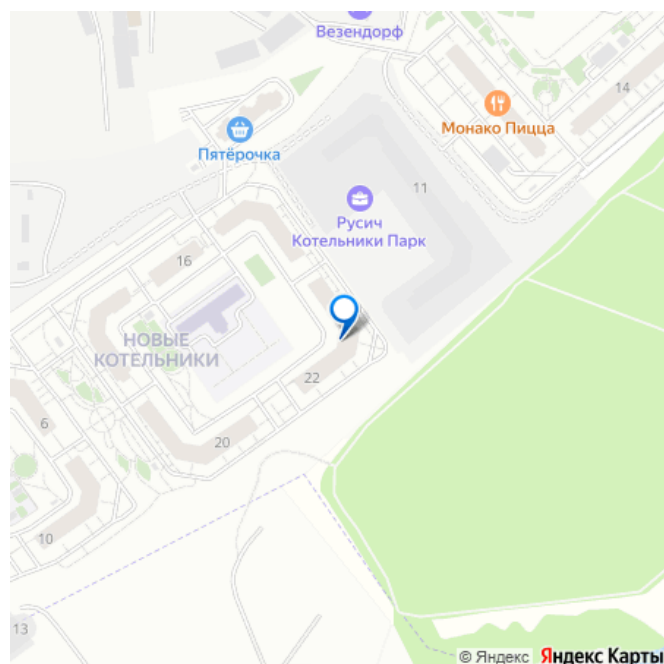 Везендорф
14
Монако Пицца
Пятёрочка
11
Русич
Котельники Парк
16
НОВЫЕ
КОТЕЛЬНИКИ
22
6
20
10
13
© Яндекс Яндекс Карты